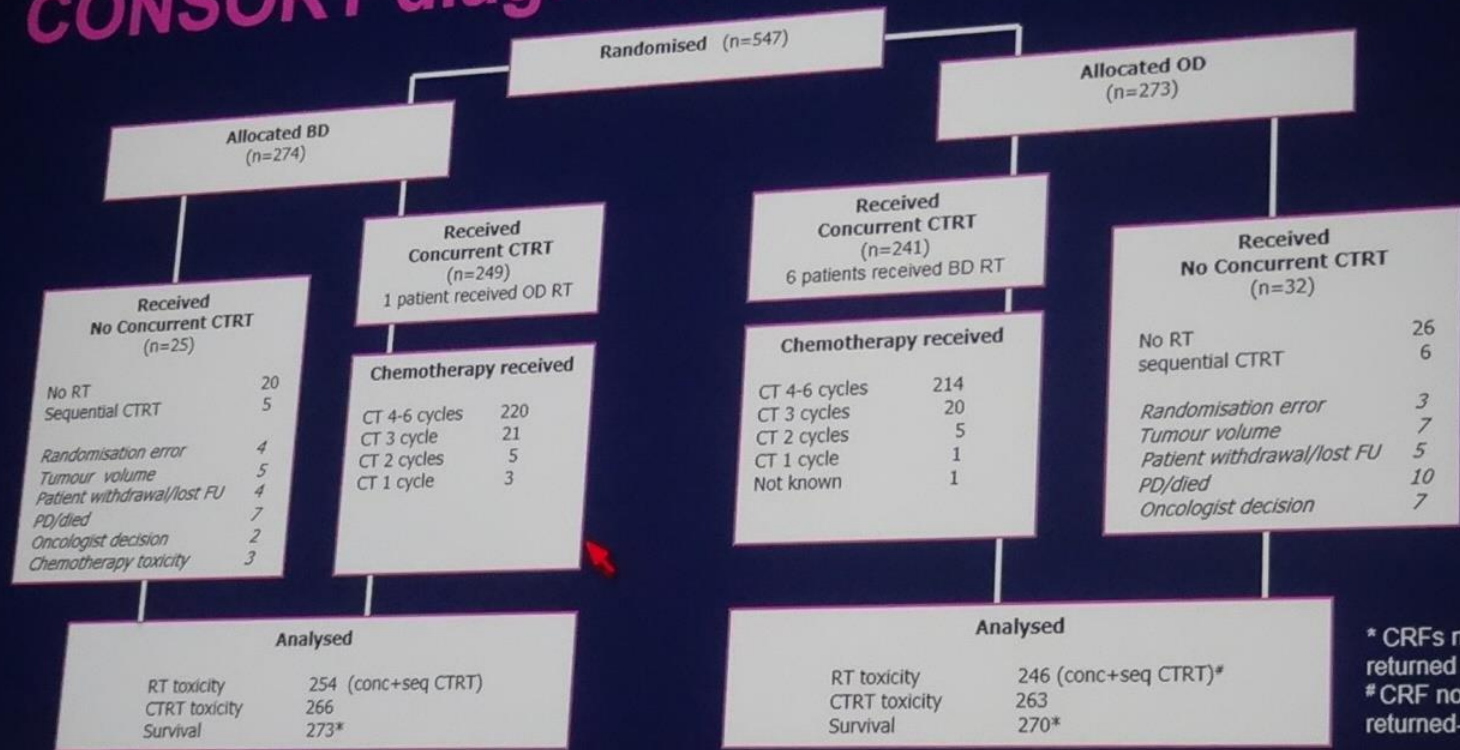 CONSORT
Randomised (n=547)
Allocated BD
(n=274)
Allocated OD
(n=273)
Received
No Concurrent CTRT
(n=25)
No RT 20
Sequential CTRT 5
Randomisation error 4
Tumour volume 5
Patient withdrawal/lost FU 4
PD/died 7
Oncologist decision 2
Chemotherapy toxicity 3
Received
Concurrent CTRT
(n=249)
1 patient received OD RT
Chemotherapy received
CT 4-6 cycles 220
CT 3 cycle 21
CT 2 cycles 5
CT 1 cycle 3
Received
Concurrent CTRT
(n=241)
6 patients received BD RT
Chemotherapy received
CT 4-6 cycles 214
CT 3 cycles 20
CT 2 cycles 5
CT 1 cycle 1
Not known 1
Received
No Concurrent CTRT
(n=32)
No RT 26
sequential CTRT 6
Randomisation error 3
Tumour volume 7
Patient withdrawal/lost FU 5
PD/died 10
Oncologist decision 7
Analysed
RT toxicity 254 (conc+seq CTRT)
CTRT toxicity 266
Survival 273*
Analysed
RT toxicity 246 (conc+seq CTRT)#
CTRT toxicity 263
Survival 270*
* CRFs
returned
# CRF
returned